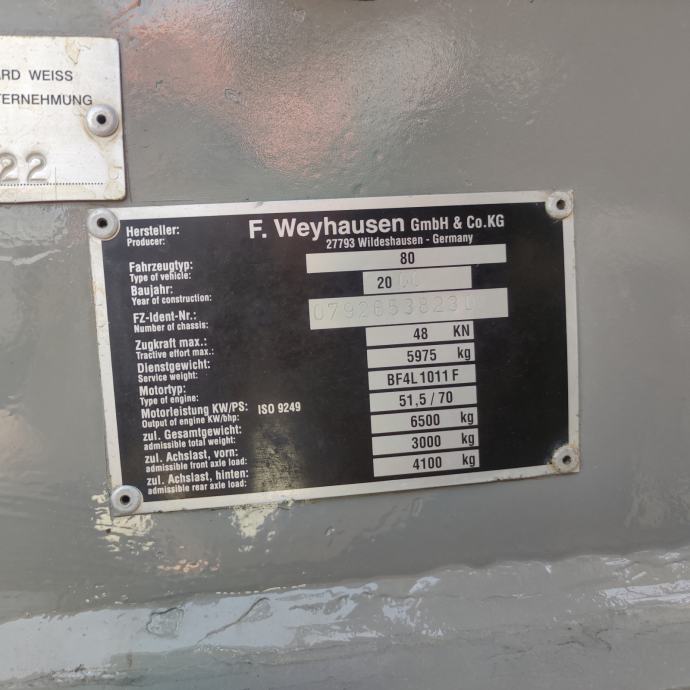 ARD WEISS
TERNEHMUNG
22
Hersteller:
Producer:
F. Weyhausen GmbH & Co.KG
27793 Wildeshausen - Germany
Fahrzeugtyp:
Type of vehicle:
80
Baujahr:
Year of construction:
20
FZ-Ident-Nr.:
Number of chassis:
Zugkraft max.:
Tractive effort max.:
48 KN
Dienstgewicht:
Service weight:
5975 kg
Motortyp:
Type of engine:
BF4L1011F
Motorleistung KW/PS: ISO 9249
Output of engine KW/bhp:
51,5 / 70
zul. Gesamtgewicht:
admissible total weight:
6500 kg
zul. Achslast, vorn:
admissible front axle load:
3000 kg
zul. Achslast, hinten:
admissible rear axle load:
4100 kg